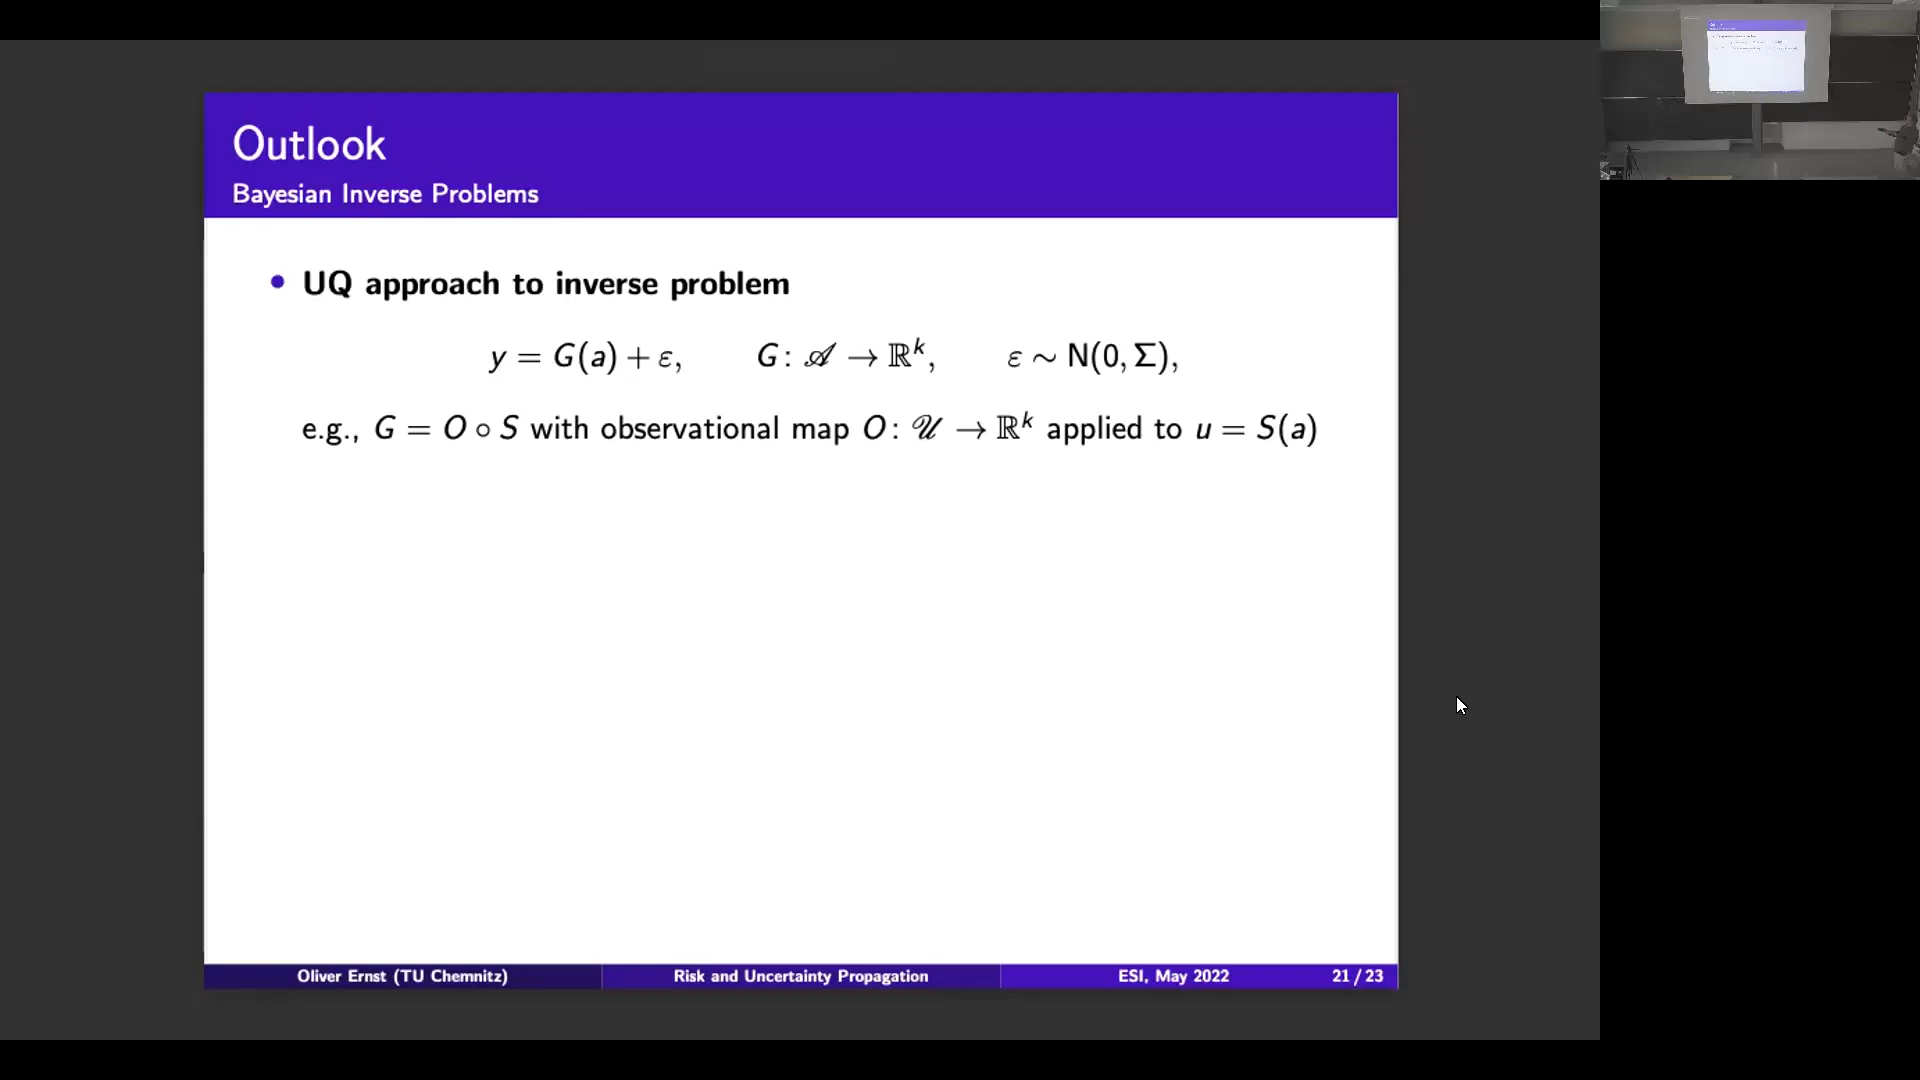 Outlook
Bayesian Inverse Problems
• UQ approach to inverse problem
y = G(a) + ε, G: 𝒜 → ℝᵏ, ε ∼ N(0, Σ),
e.g., G = O ∘ S with observational map O: 𝒰 → ℝᵏ applied to u = S(a)
Oliver Ernst (TU Chemnitz) Risk and Uncertainty Propagation ESI, May 2022 21 / 23